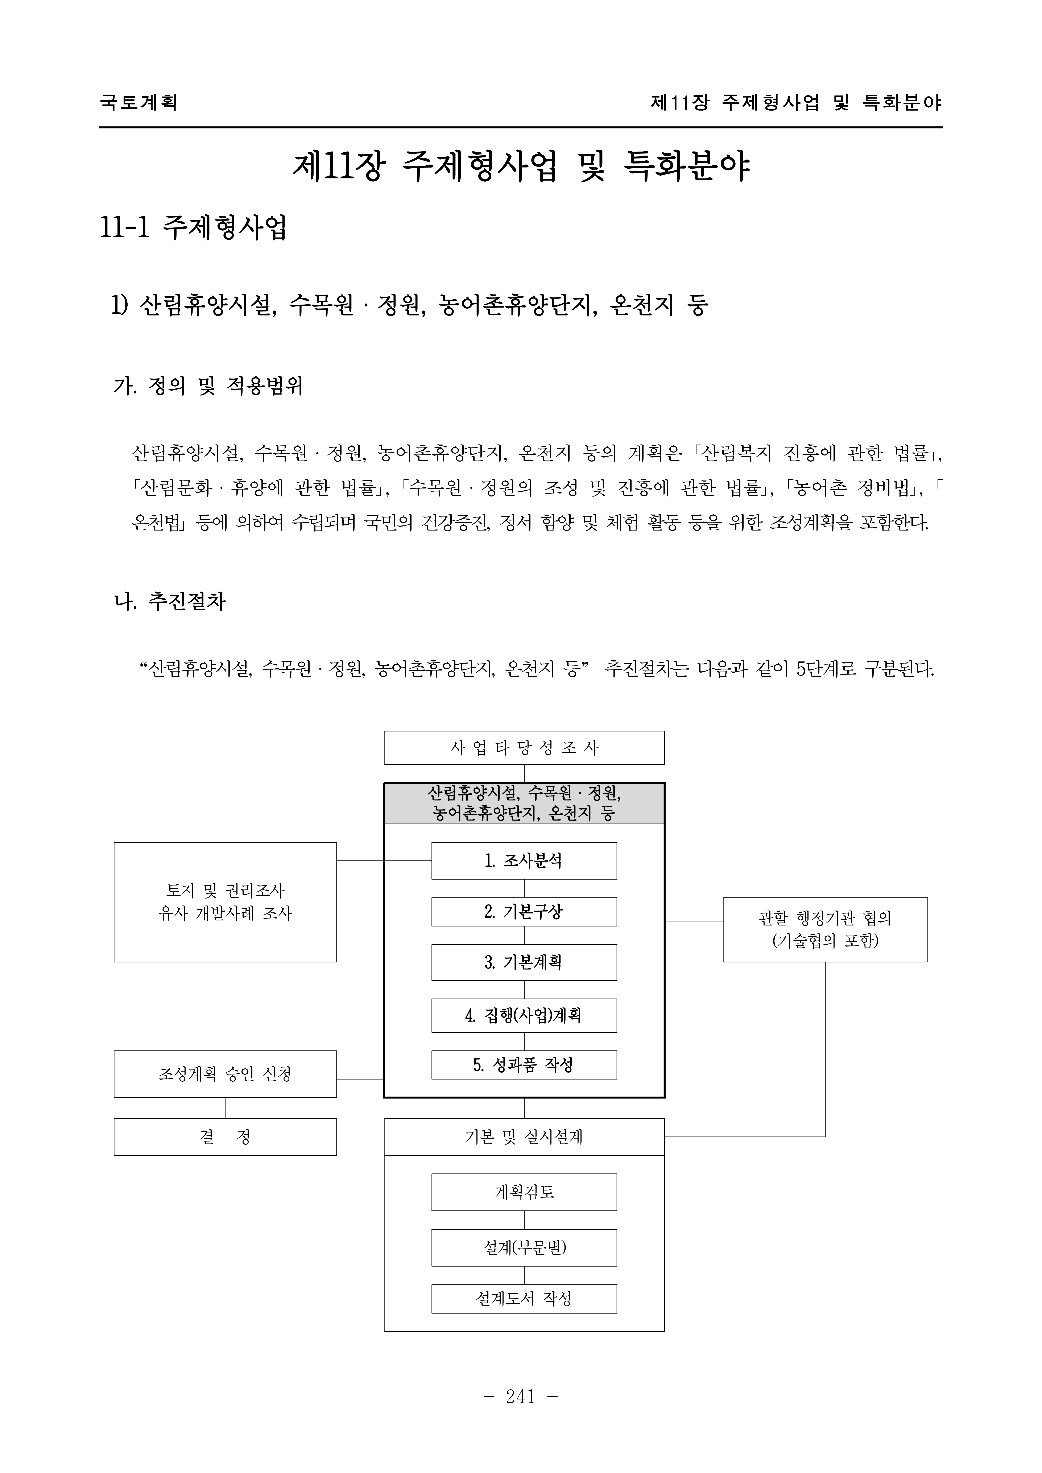 국토계획
제11장 주제형사업 및 특화분야
제11장 주제형사업 및 특화분야
11-1 주제형사업
1) 산림휴양시설, 수목원 · 정원, 농어촌휴양단지, 온천지 등
가. 정의 및 적용범위
산림휴양시설, 수목원 · 정원, 농어촌휴양단지, 온천지 등의 계획은 「산림복지 진흥에 관한 법률」,
「산림문화 · 휴양에 관한 법률」, 「수목원 · 정원의 조성 및 진흥에 관한 법률」, 「농어촌 정비법」, 「
온천법」 등에 의하여 수립되며 국민의 건강증진, 정서 함양 및 체험 활동 등을 위한 조성계획을 포함한다.
나. 추진절차
“산림휴양시설, 수목원 · 정원, 농어촌휴양단지, 온천지 등” 추진절차는 다음과 같이 5단계로 구분된다.
사 업 타 당 성 조 사
산림휴양시설, 수목원 · 정원,
농어촌휴양단지, 온천지 등
1. 조사분석
토지 및 권리조사
유사 개발사례 조사
2. 기본구상
관할 행정기관 협의
(기술협의 포함)
3. 기본계획
4. 집행(사업)계획
5. 성과품 작성
조성계획 승인 신청
결 정
기본 및 실시설계
계획검토
설계(부문별)
설계도서 작성
- 241 -